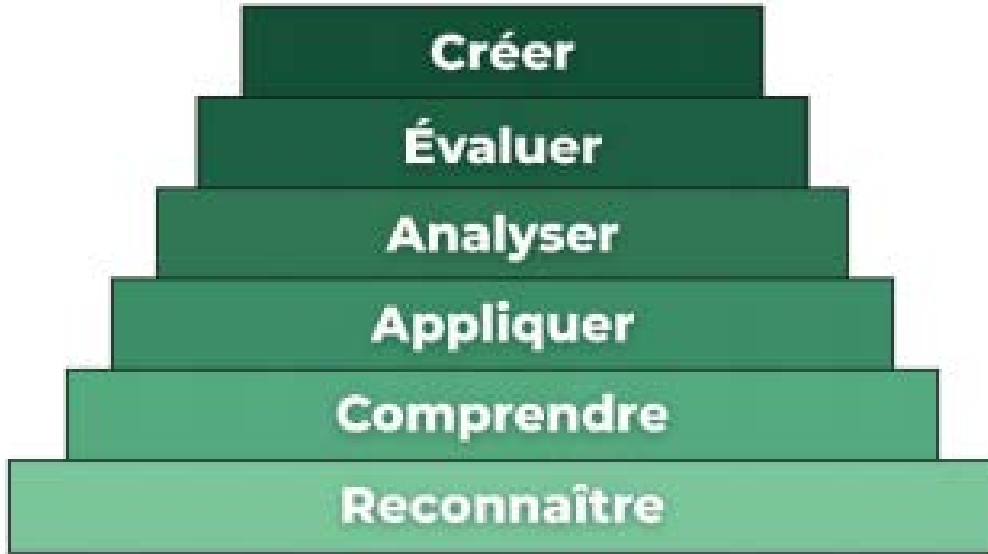 Créer
Évaluer
Analyser
Appliquer
Comprendre
Reconnaître